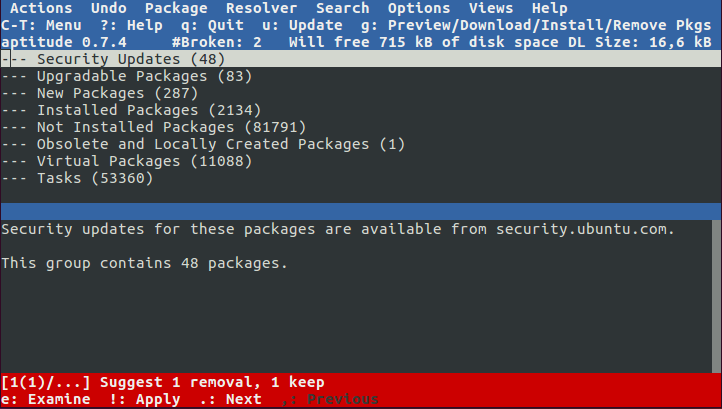 Actions  Undo  Package  Resolver  Search  Options  Views  Help
C-T: Menu  ?: Help  q: Quit  u: Update  g: Preview/Download/Install/Remove Pkgs
aptitude 0.7.4     #Broken: 2   Will free 715 kB of disk space DL Size: 16,6 kB
--- Security Updates (48)
--- Upgradable Packages (83)
--- New Packages (287)
--- Installed Packages (2134)
--- Not Installed Packages (81791)
--- Obsolete and Locally Created Packages (1)
--- Virtual Packages (11088)
--- Tasks (53360)
Security updates for these packages are available from security.ubuntu.com.
This group contains 48 packages.
[1(1)/...] Suggest 1 removal, 1 keep
e: Examine  !: Apply  .: Next  ,: Previous